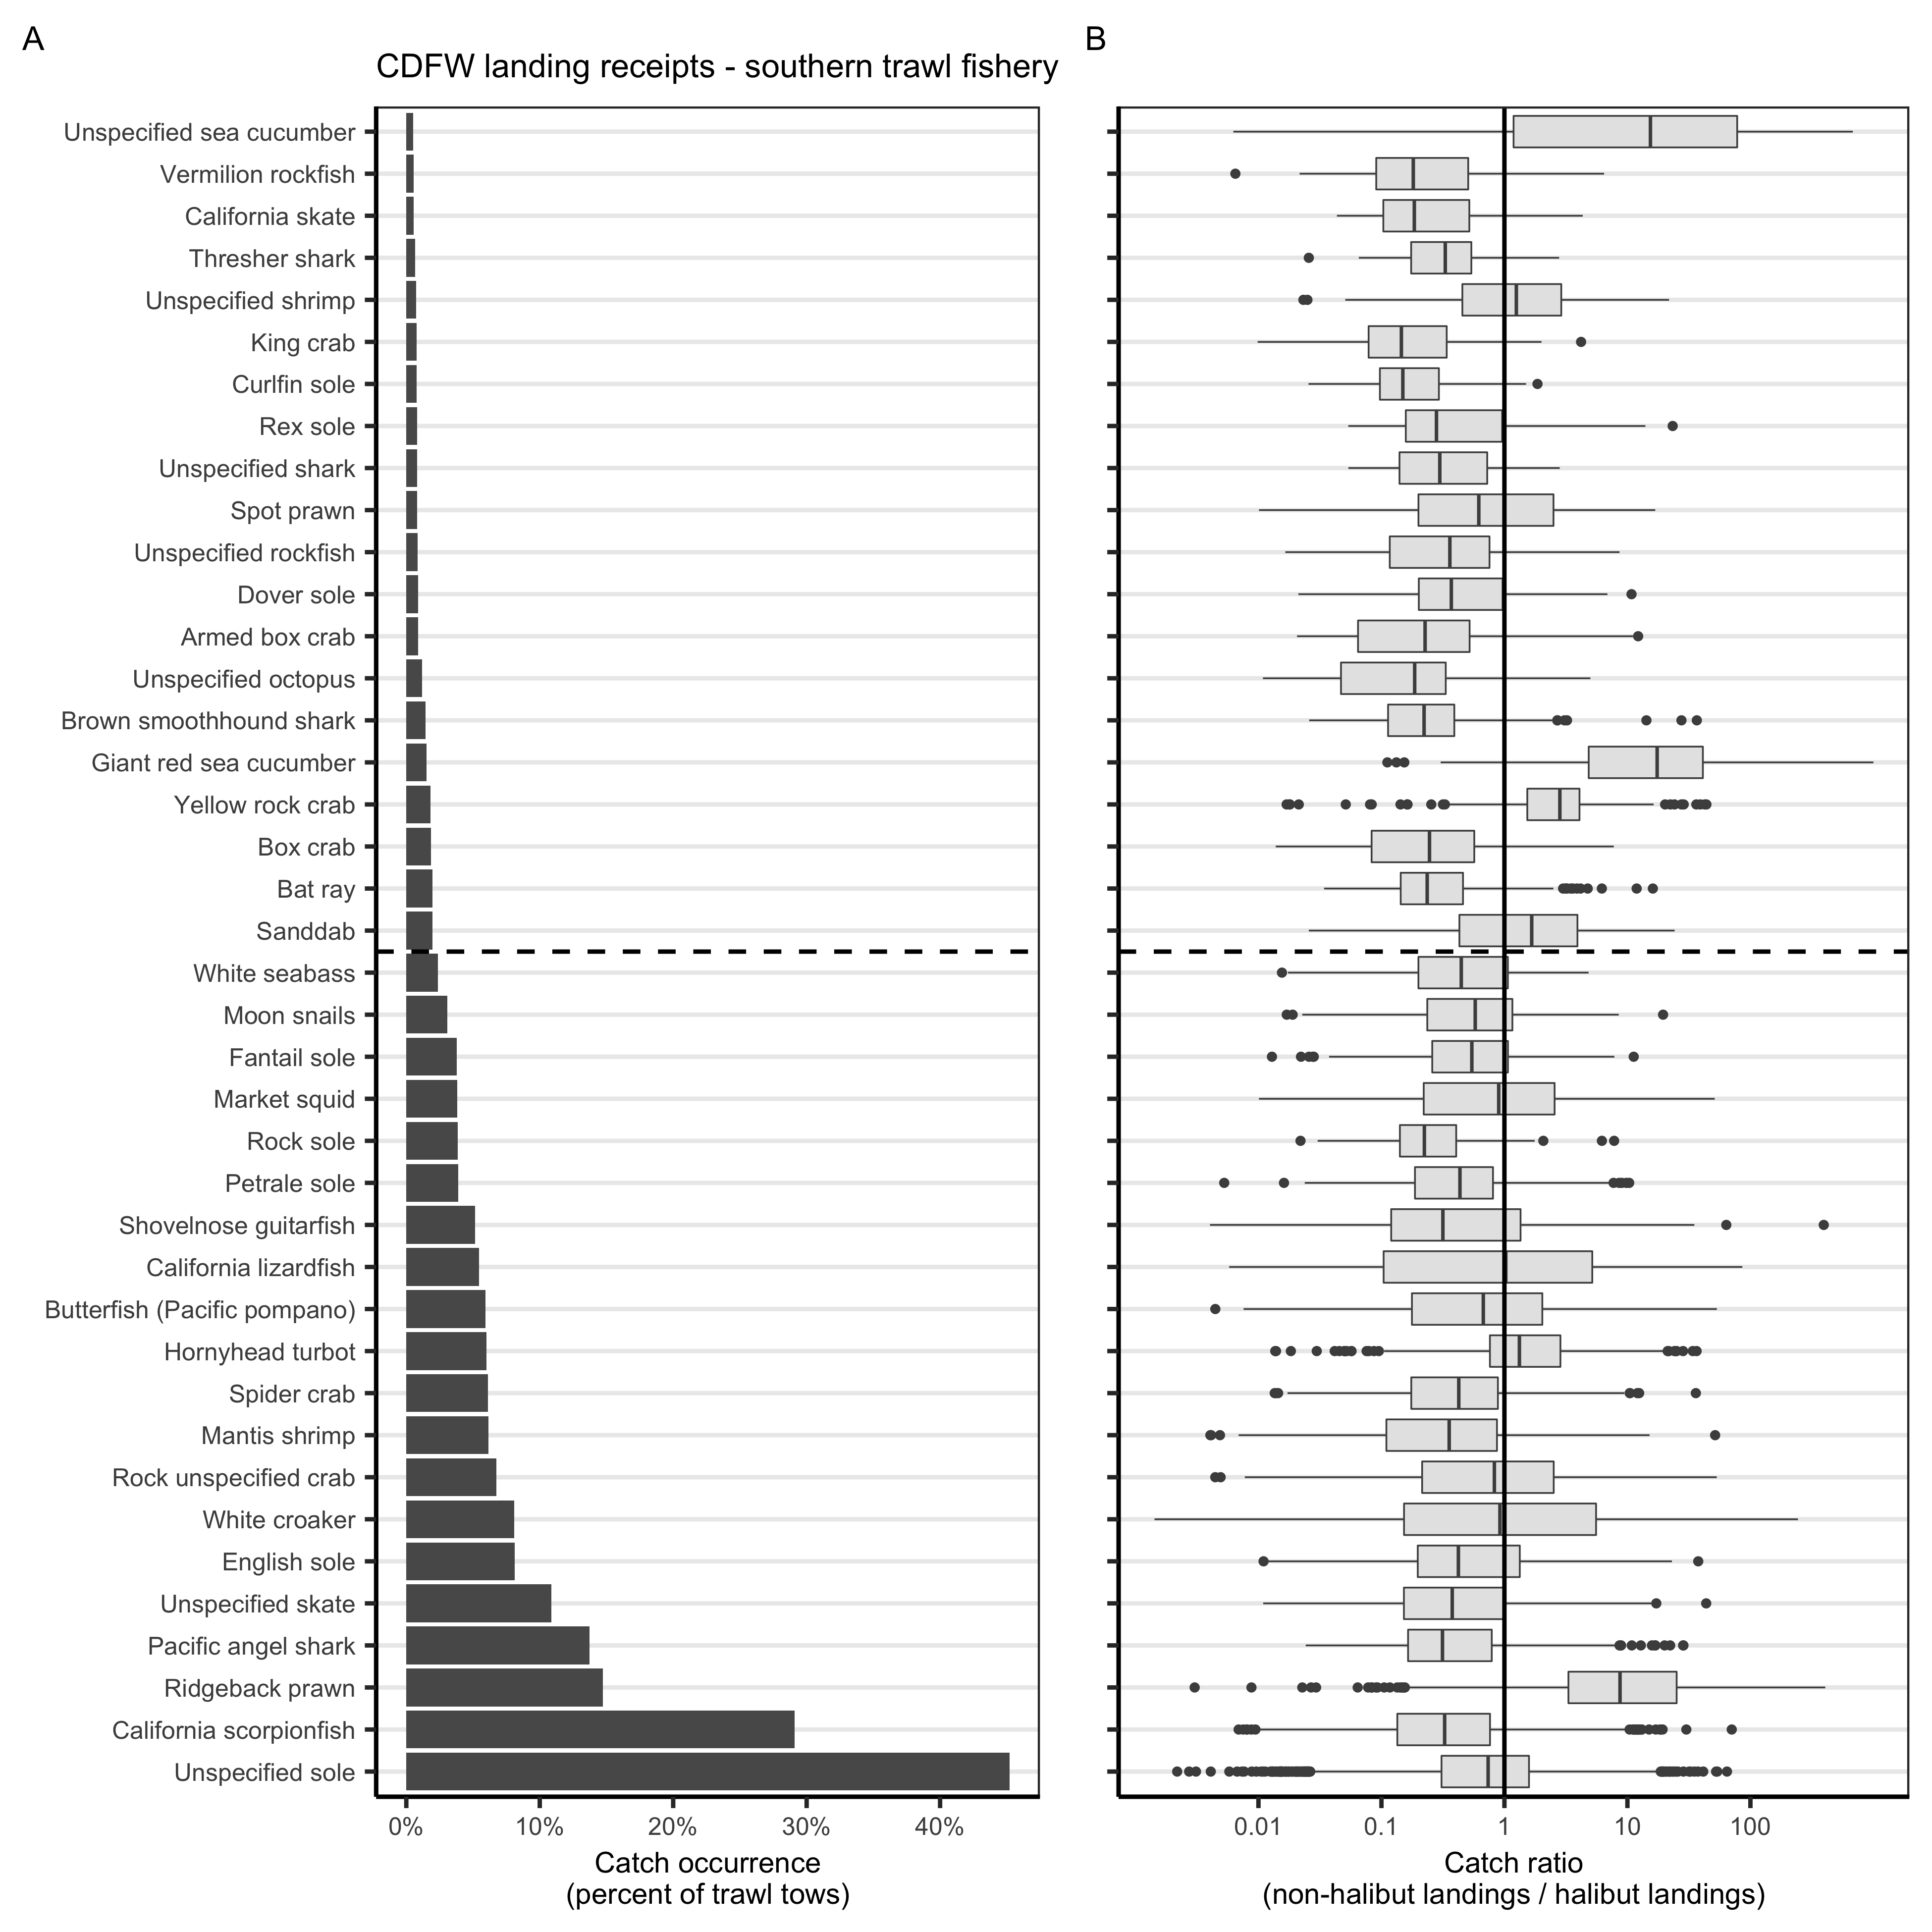 A
B
CDFW landing receipts - southern trawl fishery
Unspecified sea cucumber
Vermilion rockfish
California skate
Thresher shark
Unspecified shrimp
King crab
Curlfin sole
Rex sole
Unspecified shark
Spot prawn
Unspecified rockfish
Dover sole
Armed box crab
Unspecified octopus
Brown smoothhound shark
Giant red sea cucumber
Yellow rock crab
Box crab
Bat ray
Sanddab
White seabass
Moon snails
Fantail sole
Market squid
Rock sole
Petrale sole
Shovelnose guitarfish
California lizardfish
Butterfish (Pacific pompano)
Hornyhead turbot
Spider crab
Mantis shrimp
Rock unspecified crab
White croaker
English sole
Unspecified skate
Pacific angel shark
Ridgeback prawn
California scorpionfish
Unspecified sole
0% 10% 20% 30% 40%
Catch occurrence
(percent of trawl tows)
0.01 0.1 1 10 100
Catch ratio
(non-halibut landings / halibut landings)